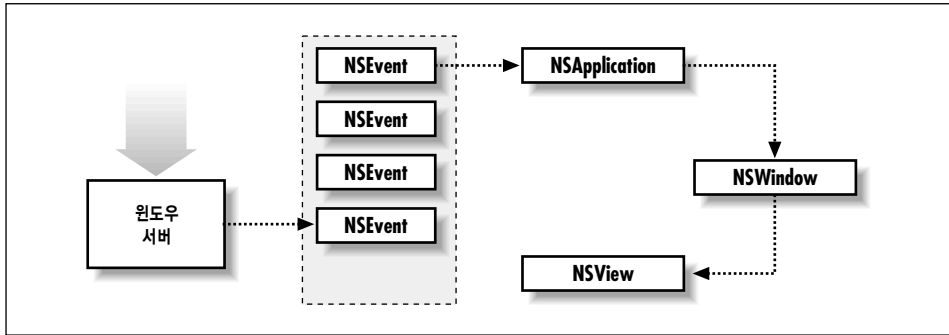 NSEvent
NSApplication
NSEvent
NSEvent
NSWindow
윈도우
서버
NSEvent
NSView